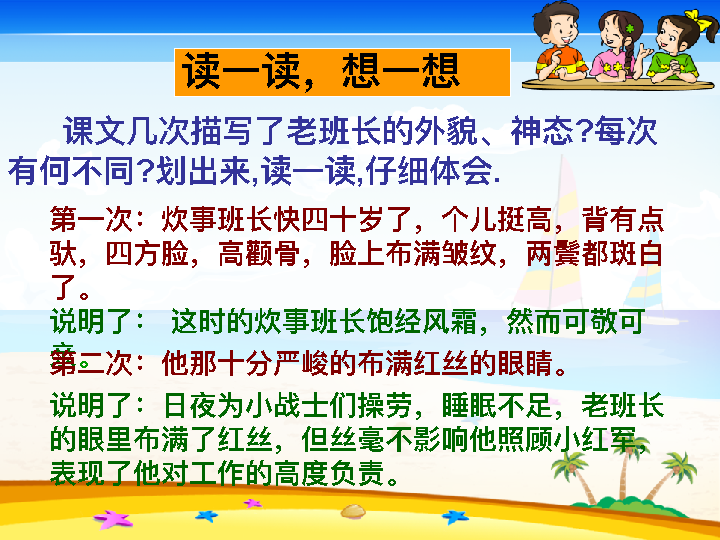 读一读，想一想
课文几次描写了老班长的外貌、神态?每次
有何不同?划出来,读一读,仔细体会.
第一次：炊事班长快四十岁了，个儿挺高，背有点
驮，四方脸，高颧骨，脸上布满皱纹，两鬓都斑白
了。
说明了： 这时的炊事班长饱经风霜，然而可敬可
亲。
第二次：他那十分严峻的布满红丝的眼睛。
说明了：日夜为小战士们操劳，睡眠不足，老班长
的眼里布满了红丝，但丝毫不影响他照顾小红军，
表现了他对工作的高度负责。